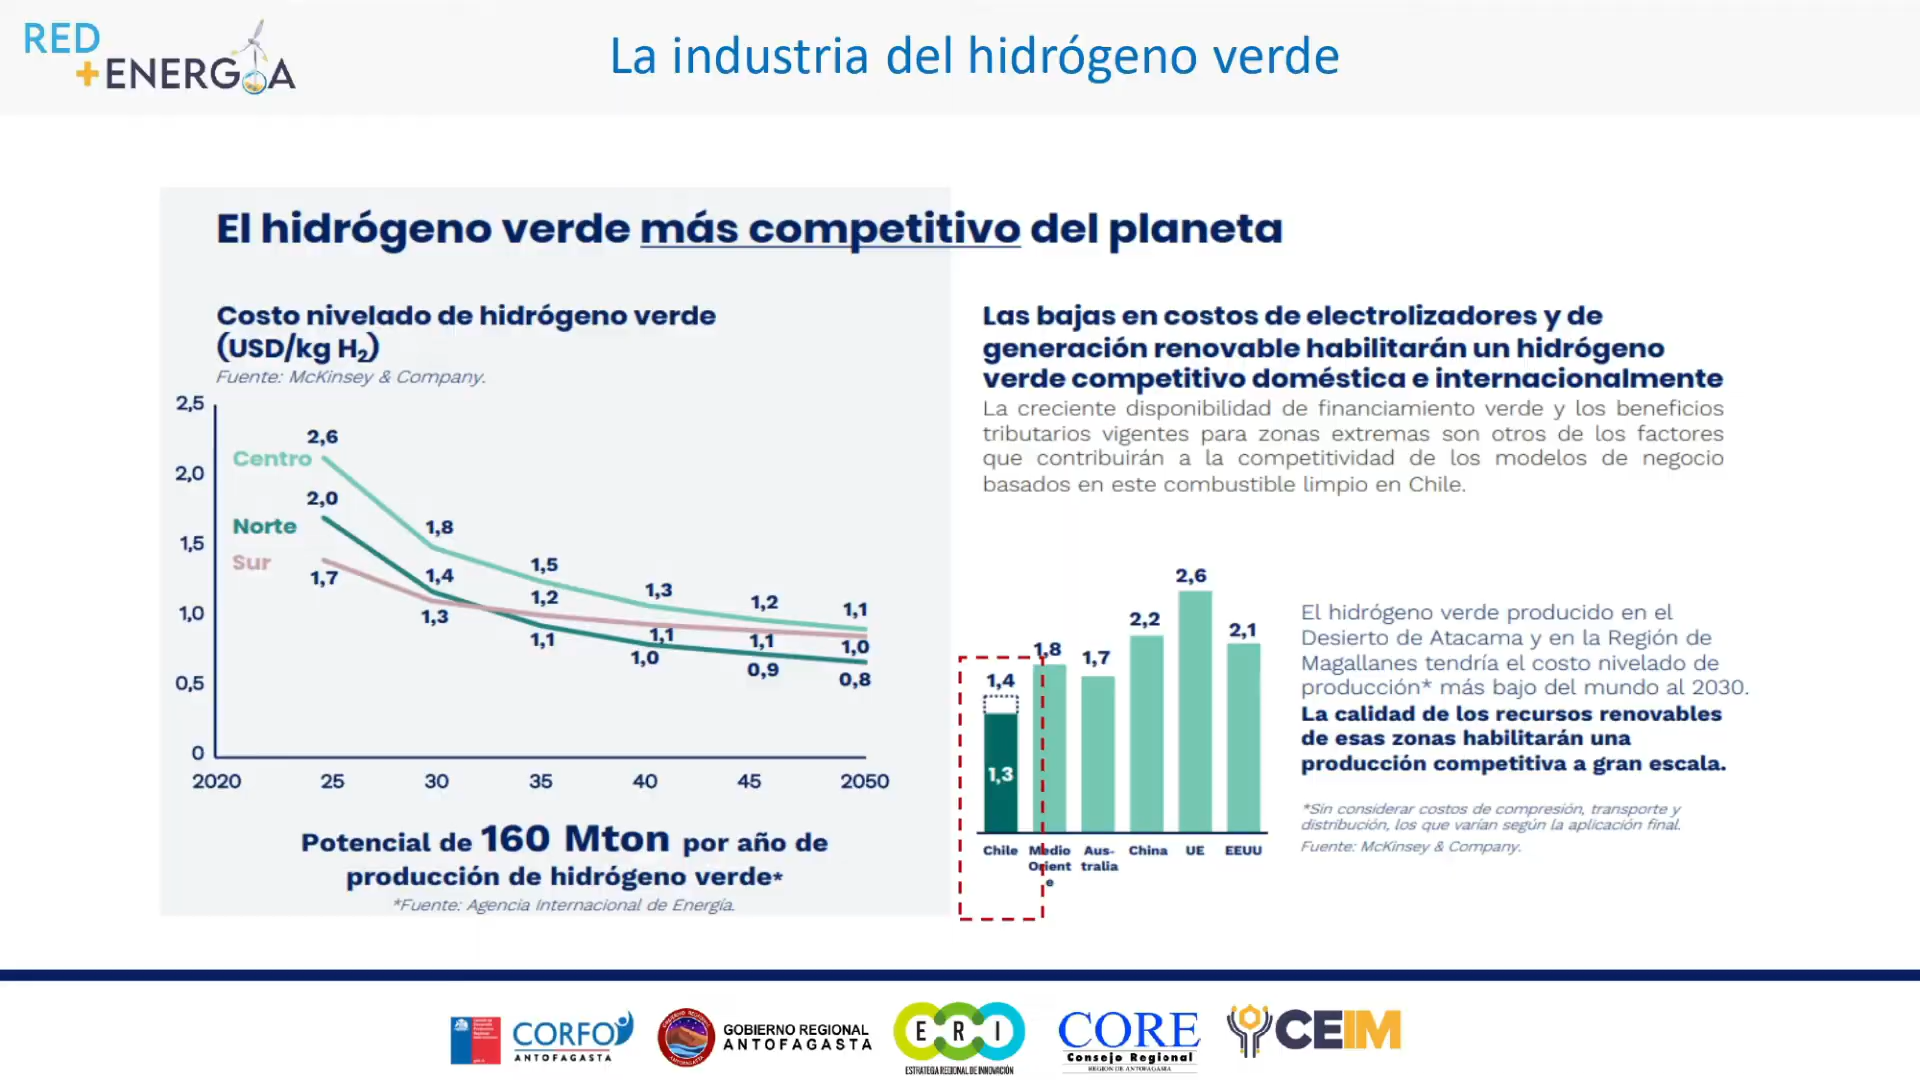 RED
+ENERGÍA
La industria del hidrógeno verde
El hidrógeno verde más competitivo del planeta
Costo nivelado de hidrógeno verde
(USD/kg H₂)
Fuente: McKinsey & Company.
2,5
2,0
1,5
1,0
0,5
0
Centro
Norte
Sur
2,6
1,8
1,5
1,3
1,2
1,1
2,0
1,4
1,1
1,0
0,9
0,8
1,7
1,3
1,2
1,1
1,1
1,0
2020 25 30 35 40 45 2050
Potencial de 160 Mton por año de
producción de hidrógeno verde*
*Fuente: Agencia Internacional de Energía.
Las bajas en costos de electrolizadores y de
generación renovable habilitarán un hidrógeno
verde competitivo doméstica e internacionalmente
La creciente disponibilidad de financiamiento verde y los beneficios
tributarios vigentes para zonas extremas son otros de los factores
que contribuirán a la competitividad de los modelos de negocio
basados en este combustible limpio en Chile.
1,4
1,3
1,8
1,7
2,2
2,6
2,1
Chile
Medio
Orient
e
Aus-
tralia
China
UE
EEUU
El hidrógeno verde producido en el
Desierto de Atacama y en la Región de
Magallanes tendría el costo nivelado de
producción* más bajo del mundo al 2030.
La calidad de los recursos renovables
de esas zonas habilitarán una
producción competitiva a gran escala.
*Sin considerar costos de compresión, transporte y
distribución, los que varían según la aplicación final.
Fuente: McKinsey & Company.
CORFO
ANTOFAGASTA
GOBIERNO REGIONAL
ANTOFAGASTA
ERI
ESTRATEGIA REGIONAL DE INNOVACIÓN
CORE
Consejo Regional
REGIÓN DE ANTOFAGASTA
CEIM